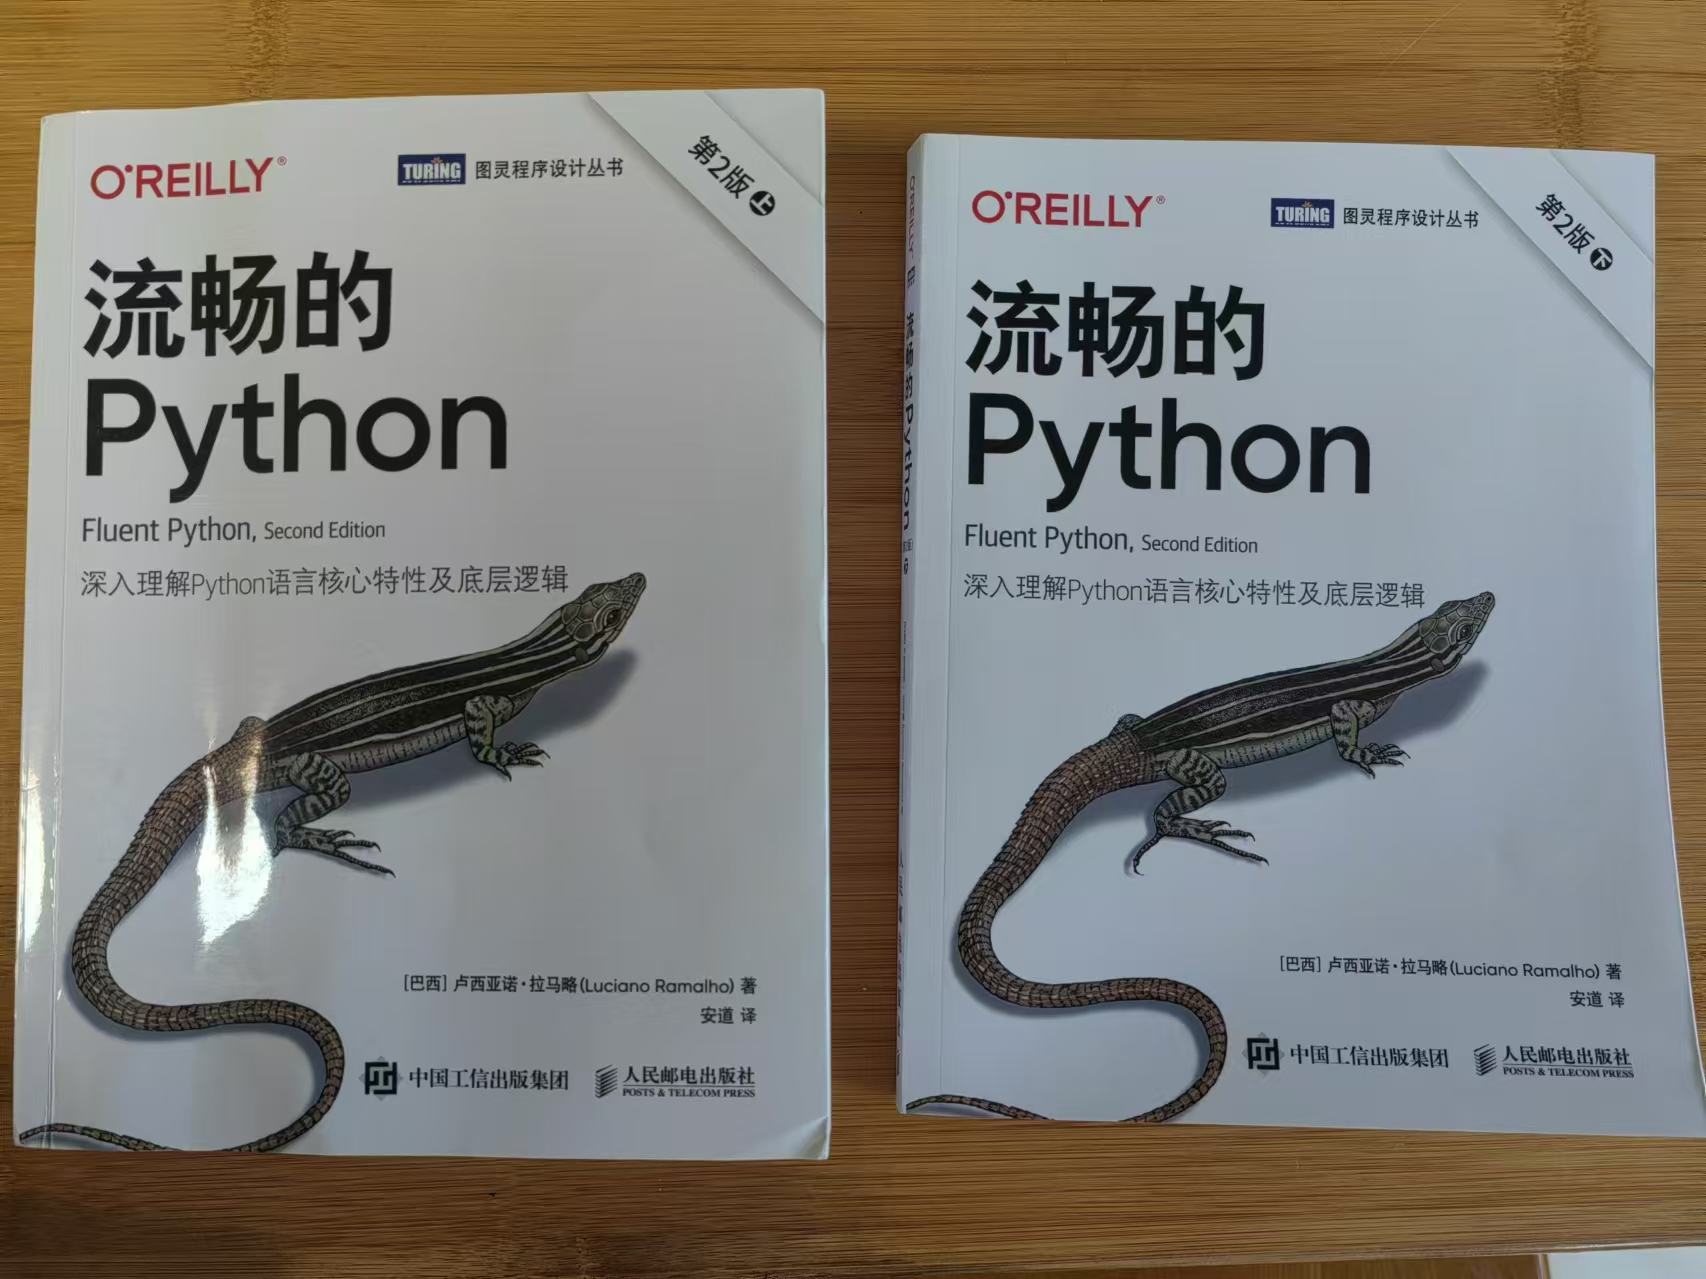 O'REILLY®
TURING 图灵程序设计丛书
第2版 上
流畅的
Python
Fluent Python, Second Edition
深入理解Python语言核心特性及底层逻辑
[巴西] 卢西亚诺·拉马略(Luciano Ramalho) 著
安道 译
中国工信出版集团 人民邮电出版社
POSTS & TELECOM PRESS
O'REILLY®
TURING 图灵程序设计丛书
第2版 下
流畅的
Python
Fluent Python, Second Edition
深入理解Python语言核心特性及底层逻辑
[巴西] 卢西亚诺·拉马略(Luciano Ramalho) 著
安道 译
中国工信出版集团 人民邮电出版社
POSTS & TELECOM PRESS
O'REILLY
流畅的Python